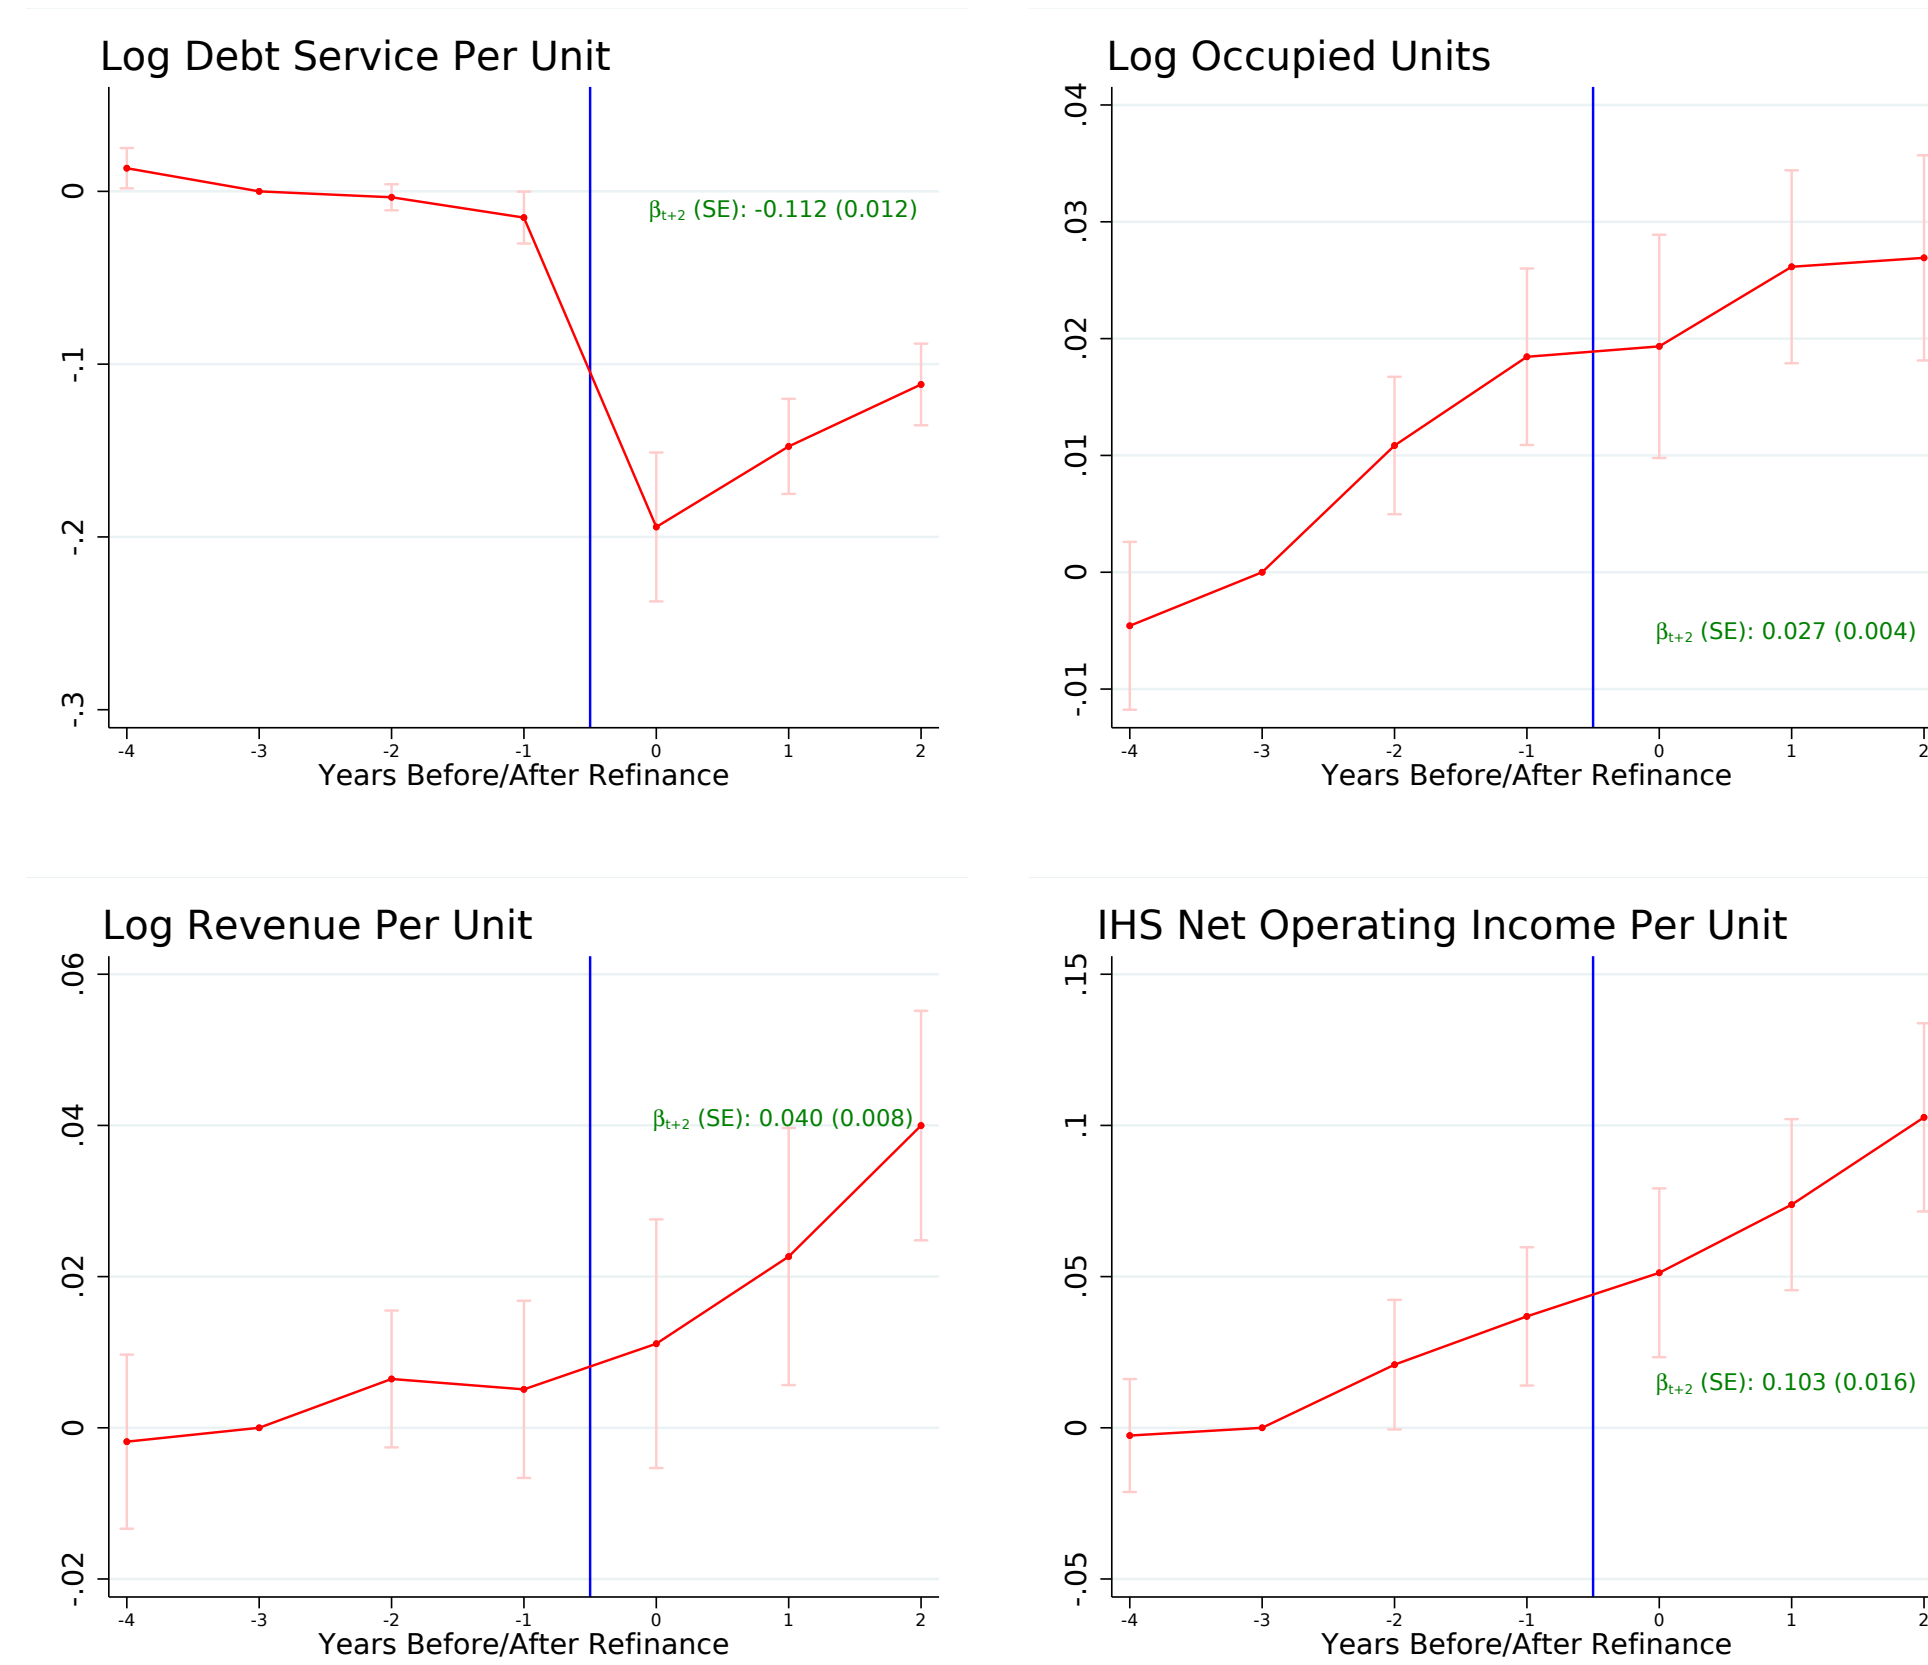 Log Debt Service Per Unit
0
-.1
-.2
-.3
βt+2 (SE): -0.112 (0.012)
-4 -3 -2 -1 0 1 2
Years Before/After Refinance
Log Occupied Units
.04
.03
.02
.01
0
-.01
βt+2 (SE): 0.027 (0.004)
-4 -3 -2 -1 0 1 2
Years Before/After Refinance
Log Revenue Per Unit
.06
.04
.02
0
-.02
βt+2 (SE): 0.040 (0.008)
-4 -3 -2 -1 0 1 2
Years Before/After Refinance
IHS Net Operating Income Per Unit
.15
.1
.05
0
-.05
βt+2 (SE): 0.103 (0.016)
-4 -3 -2 -1 0 1 2
Years Before/After Refinance